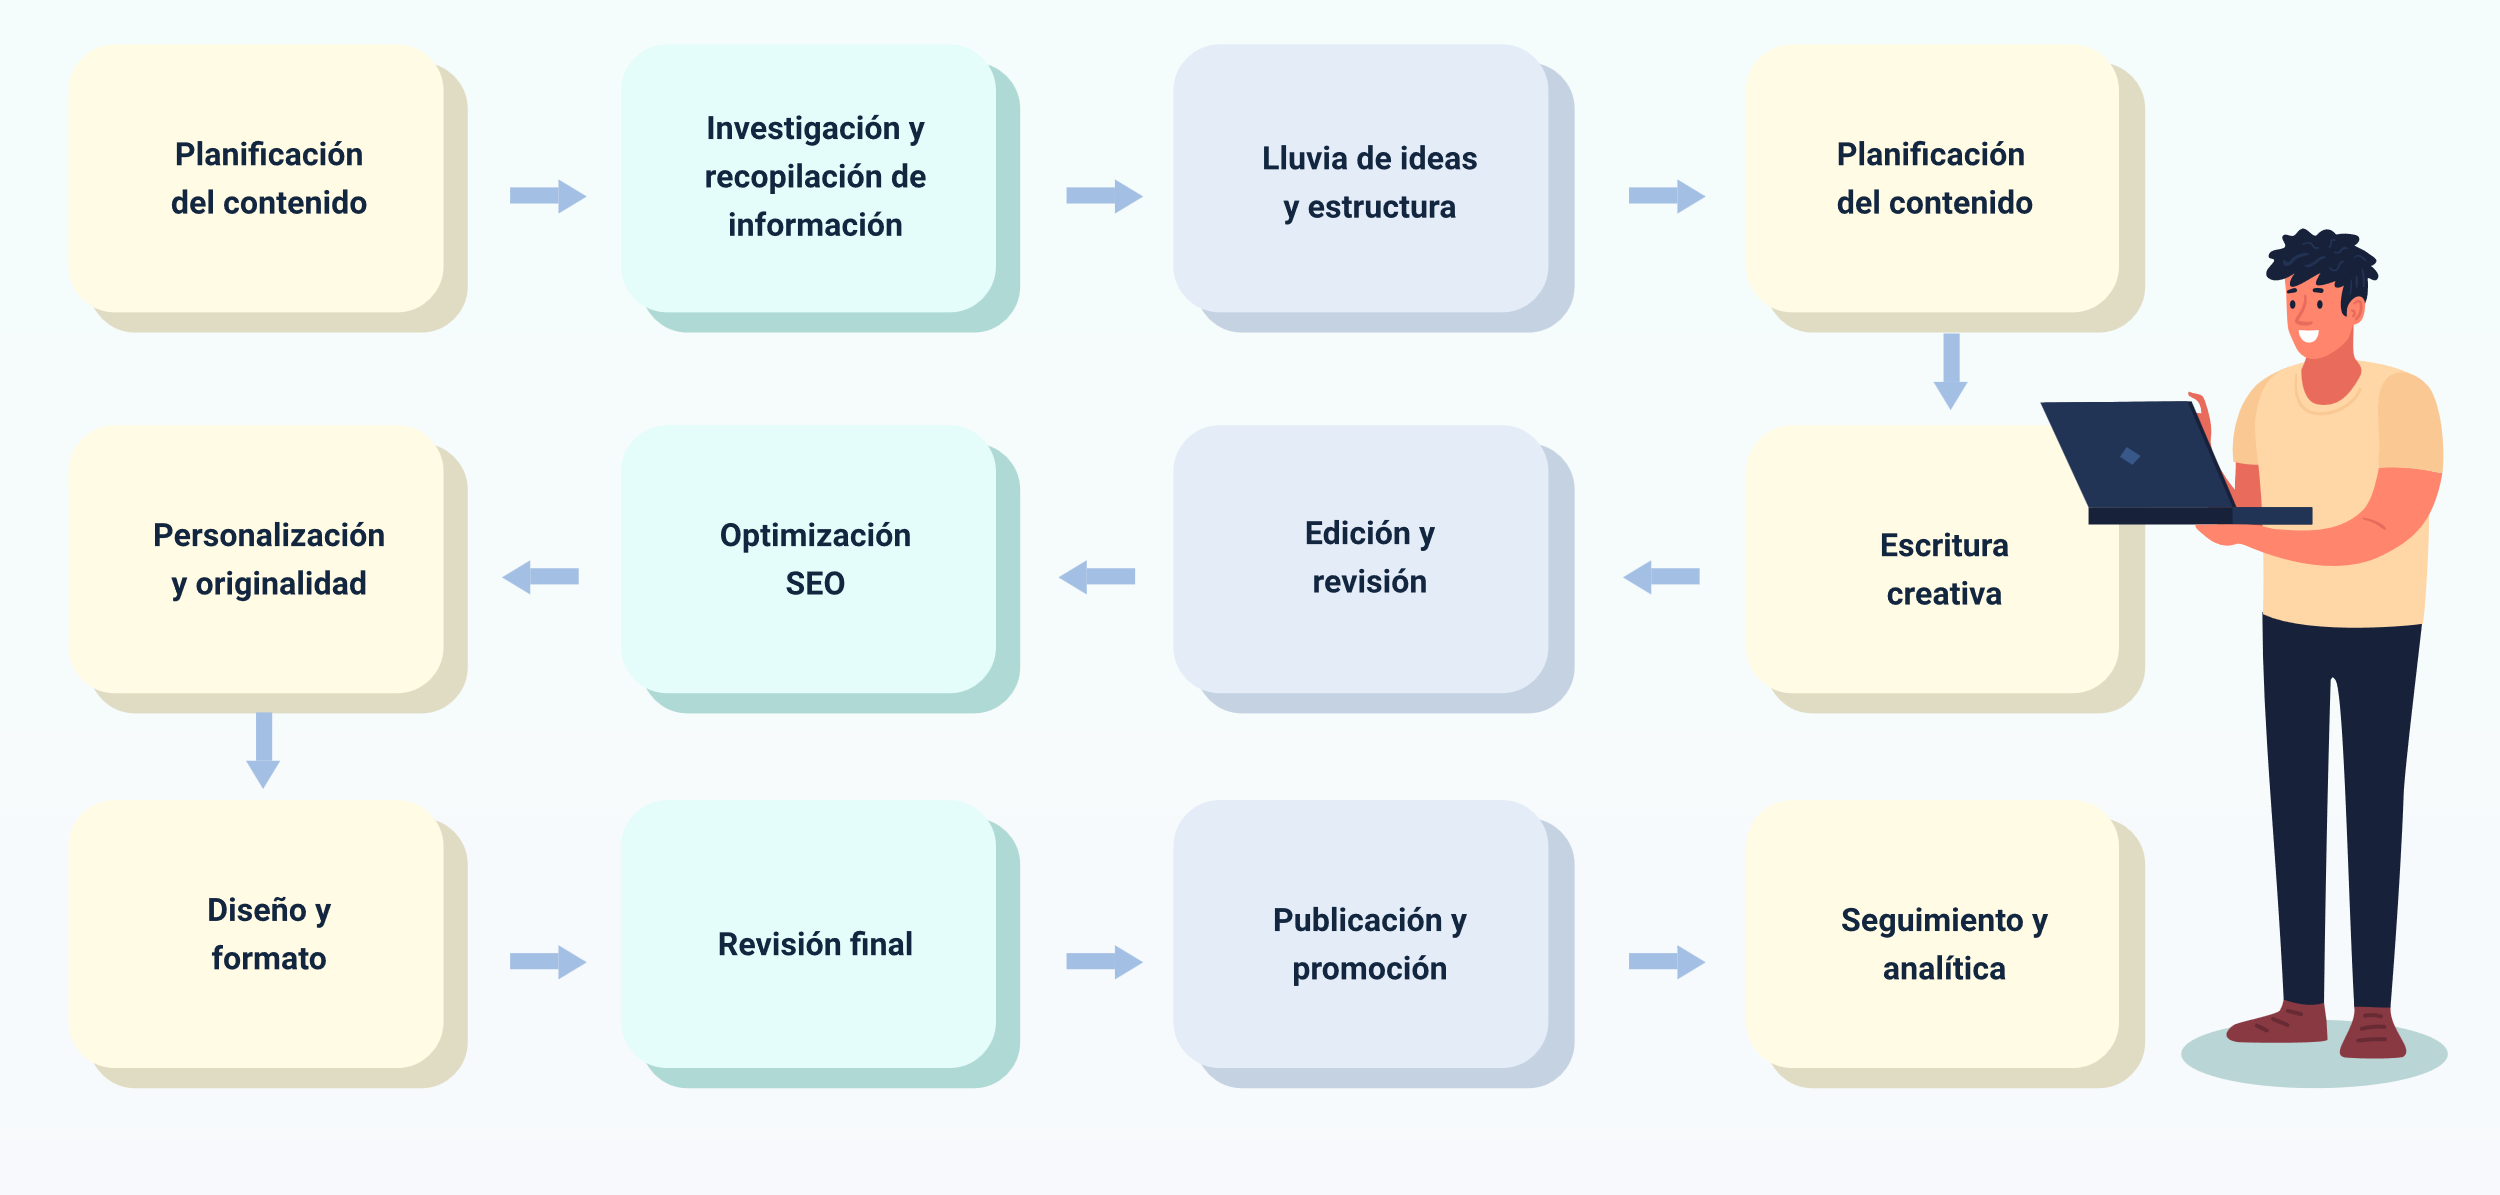 Planificación
del contenido
Investigación y
recopilación de
información
Lluvia de ideas
y estructura
Planificación
del contenido
Escritura
creativa
Edición y
revisión
Optimización
SEO
Personalización
y originalidad
Diseño y
formato
Revisión final
Publicación y
promoción
Seguimiento y
analítica